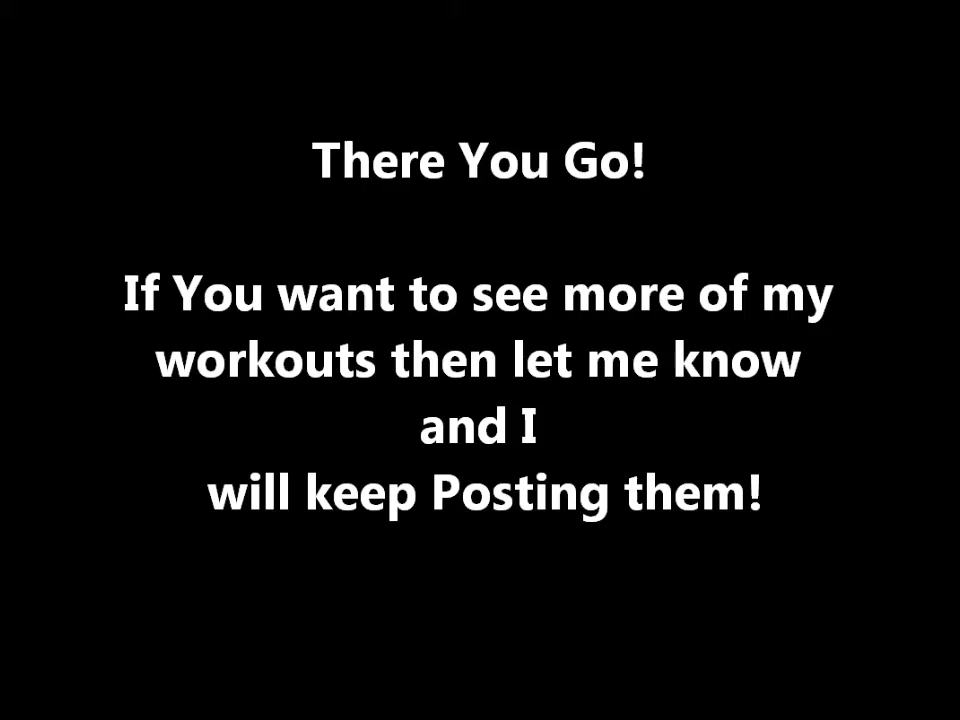 There You Go!
If You want to see more of my
workouts then let me know
and I
will keep Posting them!